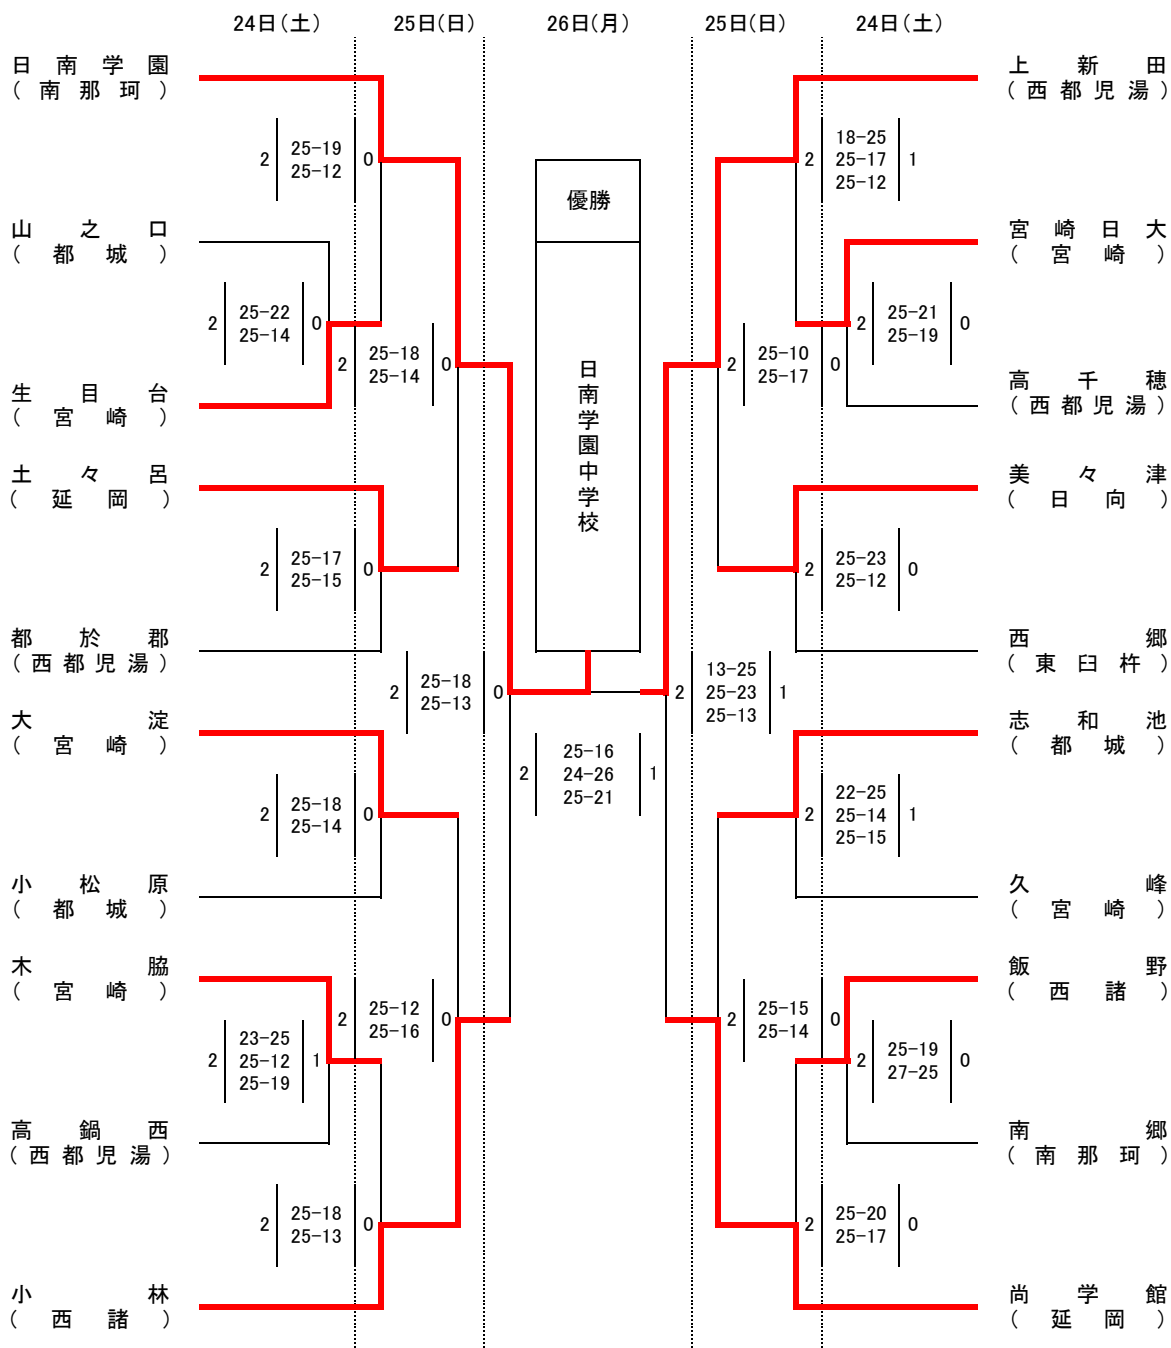 24日(土)
25日(日)
26日(月)
25日(日)
24日(土)
日南学園
(南那珂)
2 25-19 0
25-12
山之口
(都城)
2 25-22 0
25-14
生目台
(宮崎)
2 25-18 0
25-14
土々呂
(延岡)
2 25-17 0
25-15
都於郡
(西都児湯)
2 25-18 0
25-13
大淀
(宮崎)
2 25-18 0
25-14
小松原
(都城)
木脇
(宮崎)
2 25-12 0
25-16
23-25
2 25-12 1
25-19
高鍋西
(西都児湯)
2 25-18 0
25-13
小林
(西諸)
優勝
日南学園中学校
25-16
2 24-26 1
25-21
上新田
(西都児湯)
18-25
2 25-17 1
25-12
宮崎日大
(宮崎)
2 25-21 0
25-19
2 25-10 0
25-17
高千穂
(西都児湯)
美々津
(日向)
2 25-23 0
25-12
西郷
(東臼杵)
13-25
2 25-23 1
25-13
志和池
(都城)
22-25
2 25-14 1
25-15
久峰
(宮崎)
飯野
(西諸)
2 25-15 0
25-14
2 25-19 0
27-25
南郷
(南那珂)
2 25-20 0
25-17
尚学館
(延岡)